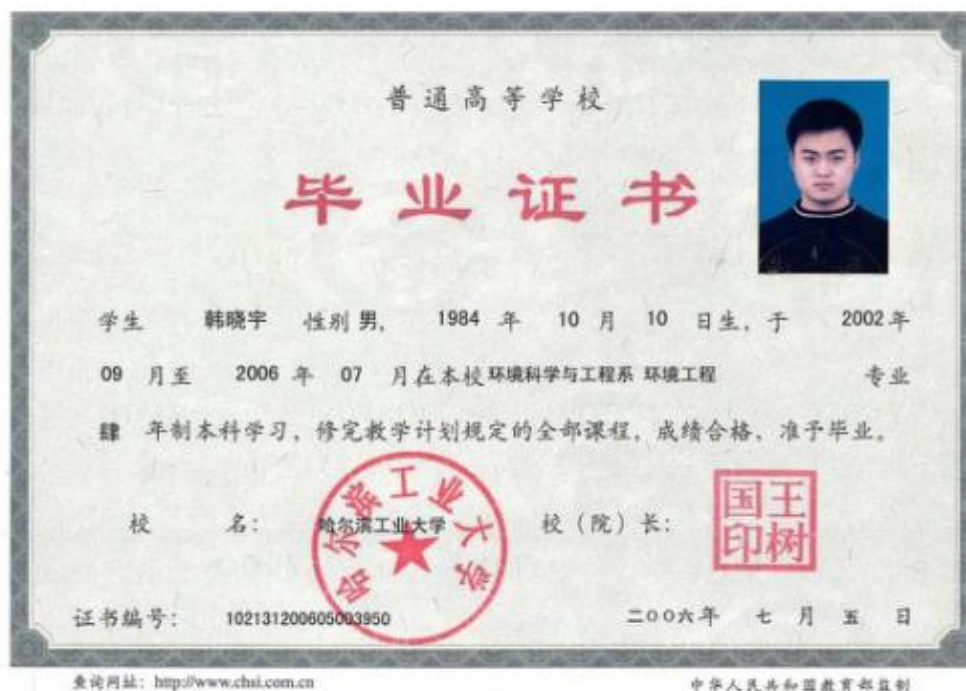 普通高等学校
毕业证书
学生 韩晓宇 性别 男, 1984 年 10 月 10 日生, 于 2002年
09 月至 2006 年 07 月在本校环境科学与工程系 环境工程 专业
肆 年制本科学习, 修完教学计划规定的全部课程, 成绩合格, 准予毕业。
校 名: 哈尔滨工业大学 校(院)长:
哈尔滨工业大学
王树国印
证书编号: 102131200605003950 二〇〇六年 七 月 五 日
查询网址: http://www.chsi.com.cn 中华人民共和国教育部监制